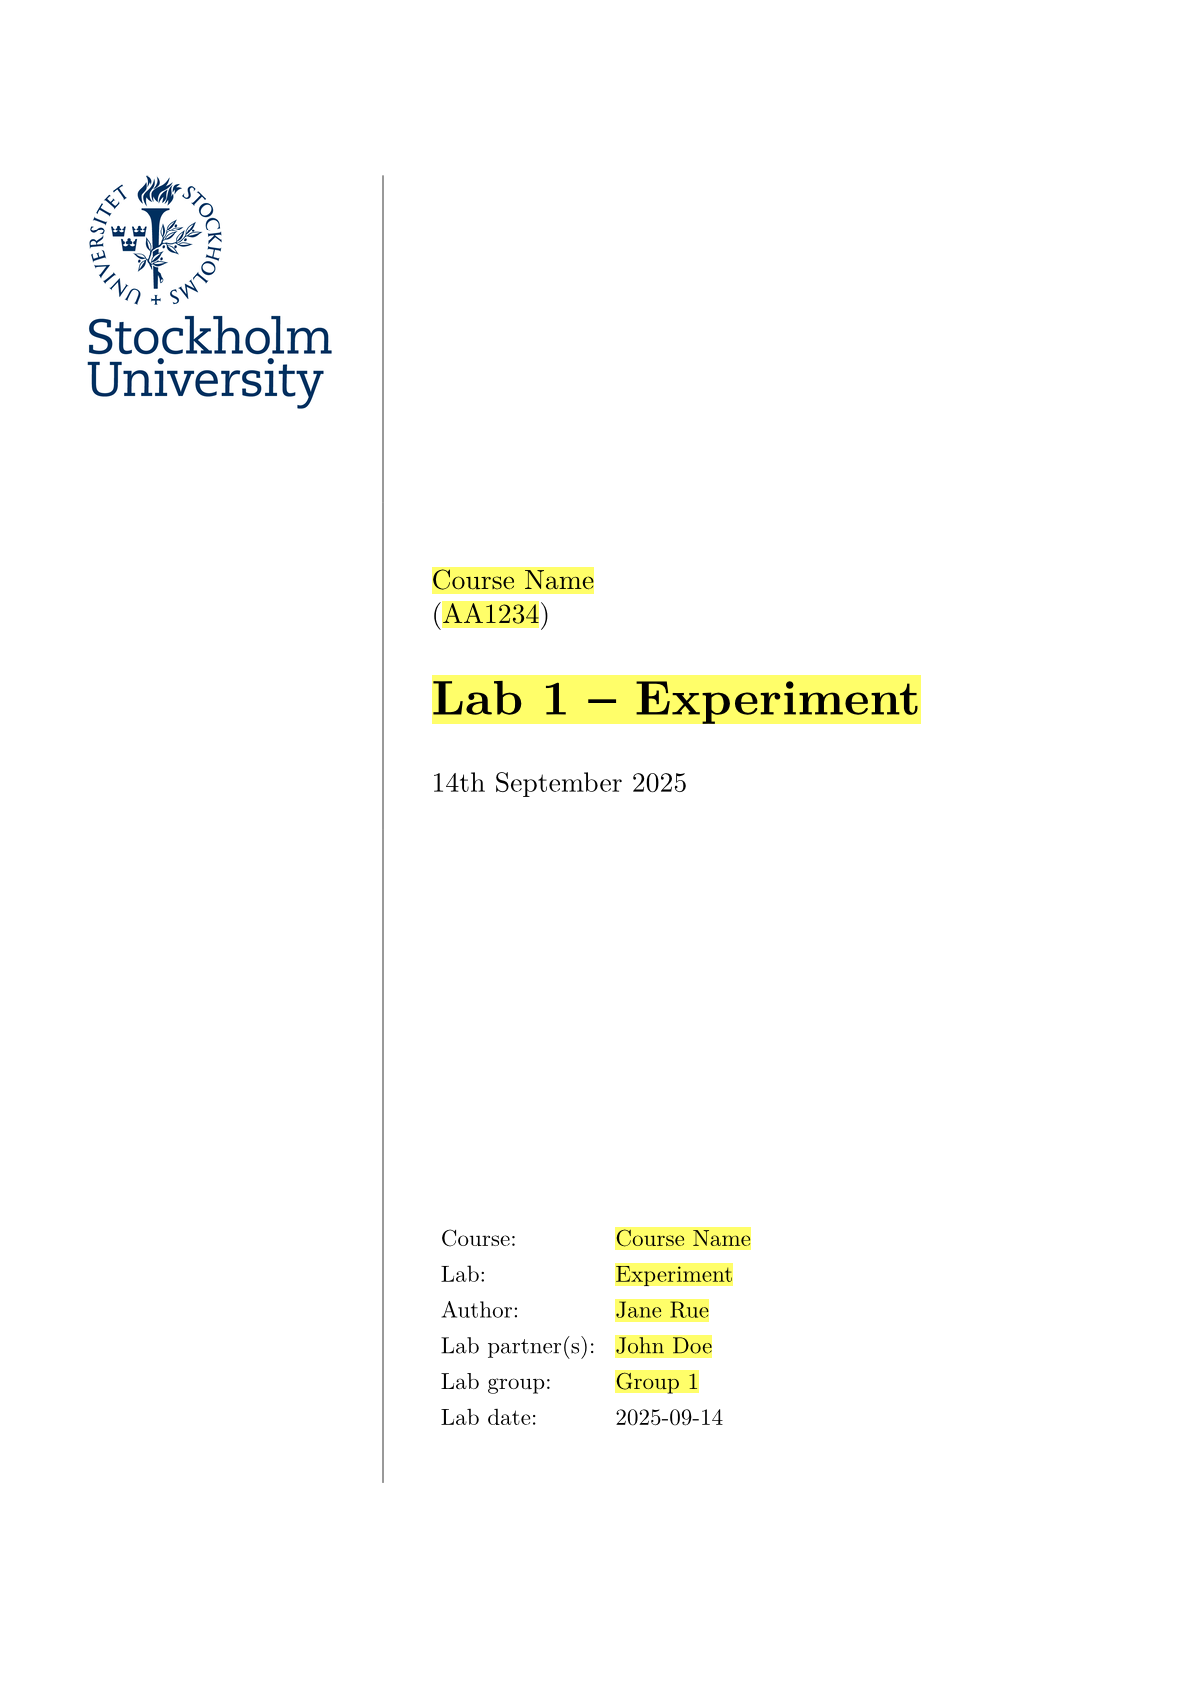 STOCKHOLMS UNIVERSITET
Stockholm
University
Course Name
(AA1234)
Lab 1 – Experiment
14th September 2025
Course: Course Name
Lab: Experiment
Author: Jane Rue
Lab partner(s): John Doe
Lab group: Group 1
Lab date: 2025-09-14